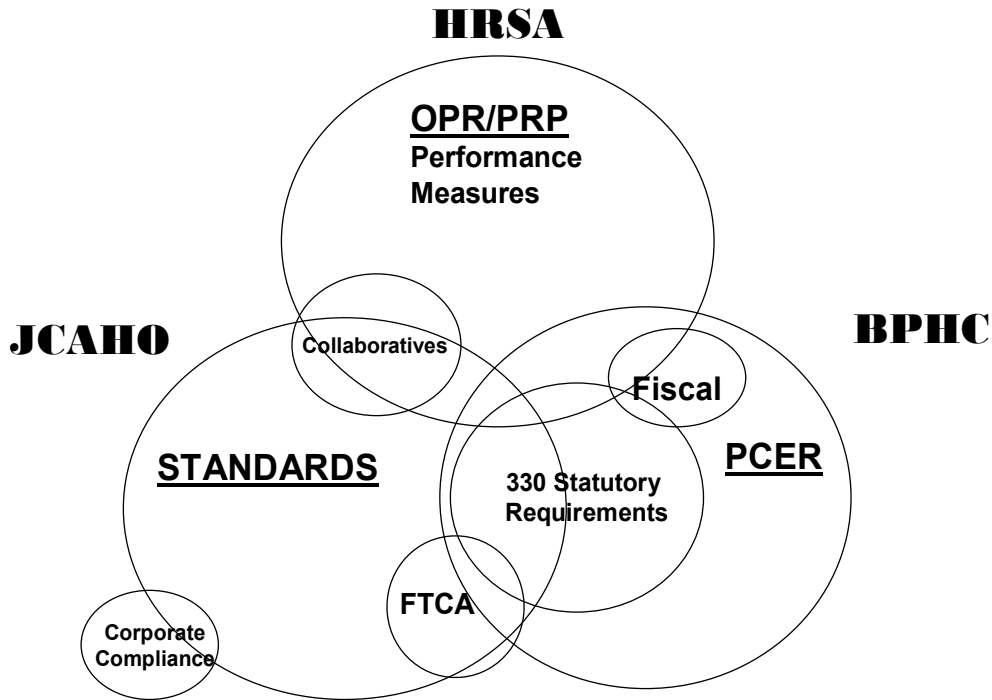 HRSA
OPR/PRP
Performance
Measures
JCAHO
BPHC
Collaboratives
Fiscal
STANDARDS
PCER
330 Statutory
Requirements
FTCA
Corporate
Compliance